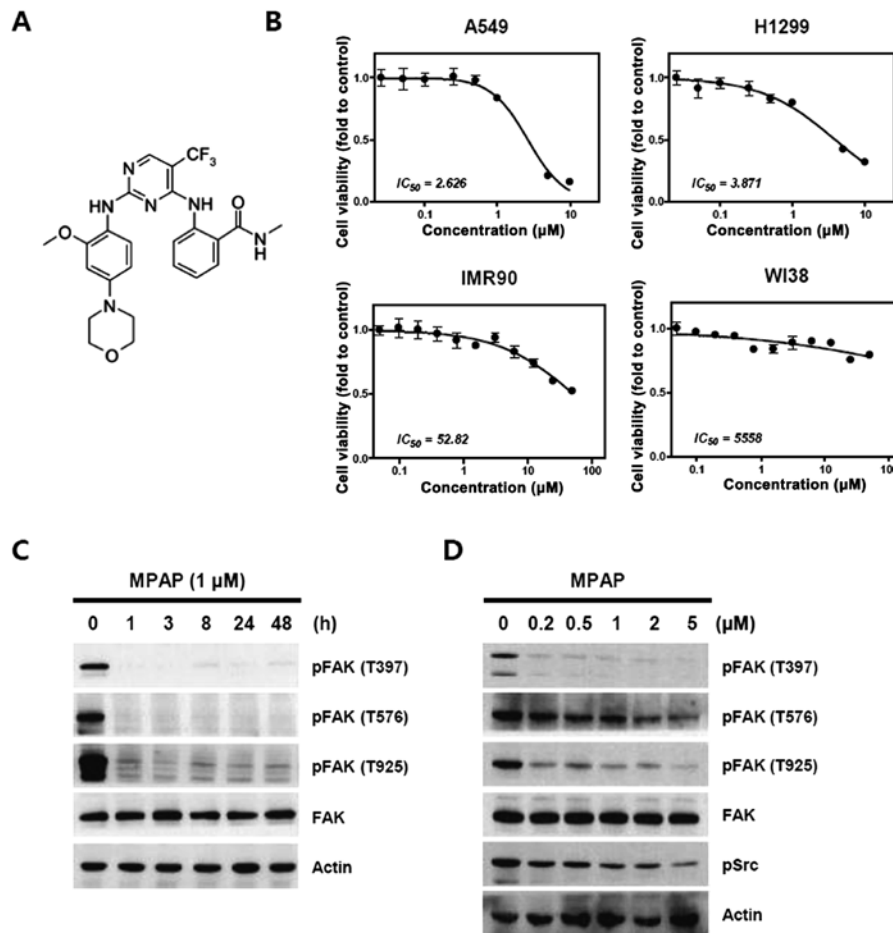 A
CF3
N
N
NH
NH
O
O
N
H
N
O
B
A549
Cell viability (fold to control)
1.0
0.5
0.0
IC50 = 2.626
0.1 1 10
Concentration (μM)
H1299
Cell viability (fold to control)
1.0
0.5
0.0
IC50 = 3.871
0.1 1 10
Concentration (μM)
IMR90
Cell viability (fold to control)
1.0
0.5
0.0
IC50 = 52.82
0.1 1 10 100
Concentration (μM)
WI38
Cell viability (fold to control)
1.0
0.5
0.0
IC50 = 5558
0.1 1 10 100
Concentration (μM)
C
MPAP (1 μM)
0 1 3 8 24 48 (h)
pFAK (T397)
pFAK (T576)
pFAK (T925)
FAK
Actin
D
MPAP
0 0.2 0.5 1 2 5 (μM)
pFAK (T397)
pFAK (T576)
pFAK (T925)
FAK
pSrc
Actin